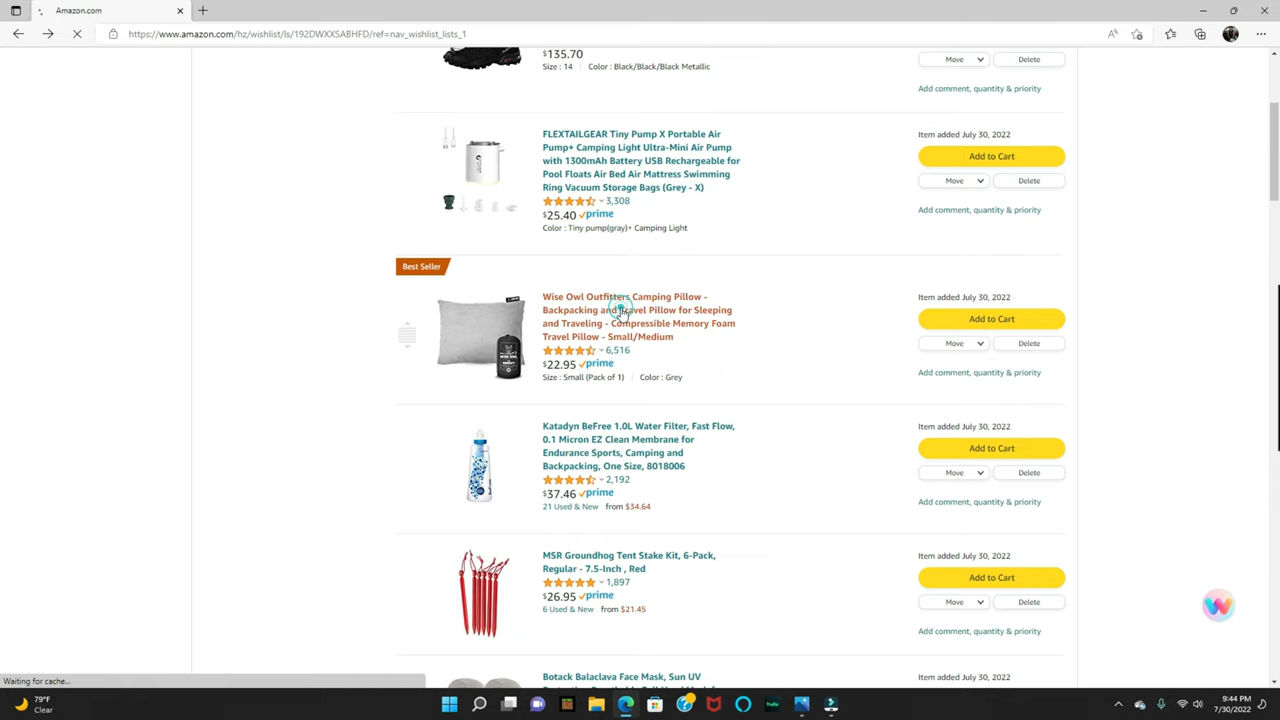 Amazon.com
https://www.amazon.com/hz/wishlist/ls/192DWXXSABHFD/ref=nav_wishlist_lists_1
$135.70
Size : 14 | Color : Black/Black/Black Metallic
Move
Delete
Add comment, quantity & priority
FLEXTAILGEAR Tiny Pump X Portable Air
Pump+ Camping Light Ultra-Mini Air Pump
with 1300mAh Battery USB Rechargeable for
Pool Floats Air Bed Air Mattress Swimming
Ring Vacuum Storage Bags (Grey - X)
3,308
$25.40 prime
Color : Tiny pump(gray)+ Camping Light
Item added July 30, 2022
Add to Cart
Move
Delete
Add comment, quantity & priority
Best Seller
Wise Owl Outfitters Camping Pillow -
Backpacking and Travel Pillow for Sleeping
and Traveling - Compressible Memory Foam
Travel Pillow - Small/Medium
6,516
$22.95 prime
Size : Small (Pack of 1) | Color : Grey
Item added July 30, 2022
Add to Cart
Move
Delete
Add comment, quantity & priority
Katadyn BeFree 1.0L Water Filter, Fast Flow,
0.1 Micron EZ Clean Membrane for
Endurance Sports, Camping and
Backpacking, One Size, 8018006
2,192
$37.46 prime
21 Used & New from $34.64
Item added July 30, 2022
Add to Cart
Move
Delete
Add comment, quantity & priority
MSR Groundhog Tent Stake Kit, 6-Pack,
Regular - 7.5-Inch , Red
1,897
$26.95 prime
6 Used & New from $21.45
Item added July 30, 2022
Add to Cart
Move
Delete
Add comment, quantity & priority
Botack Balaclava Face Mask, Sun UV
Item added July 30, 2022
Waiting for cache...
79°F
Clear
hulu
9:44 PM
7/30/2022